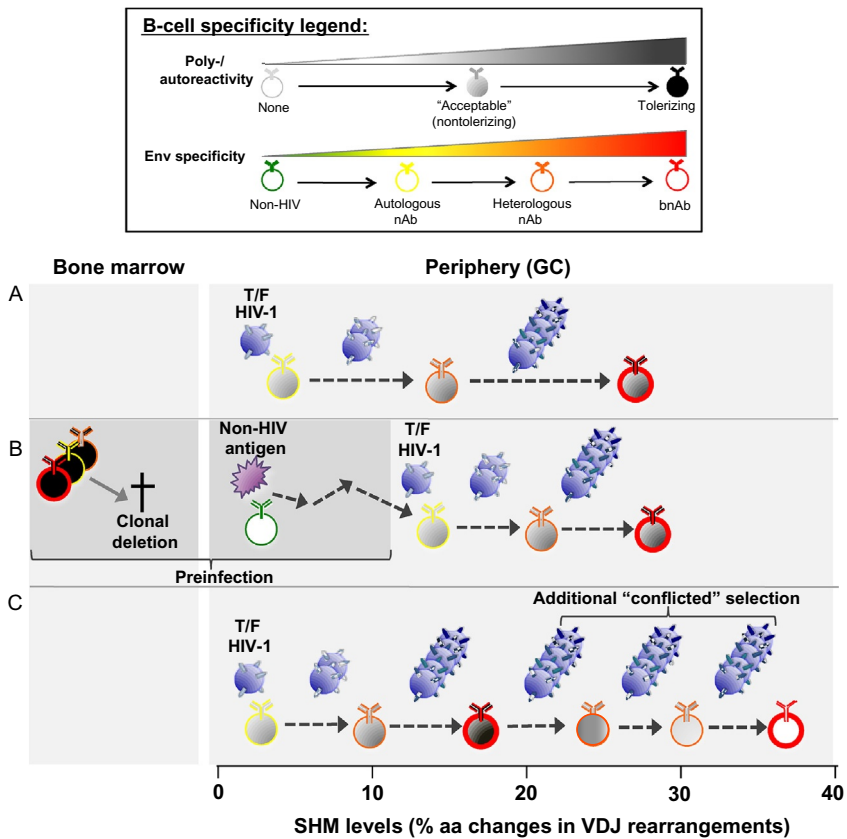 B-cell specificity legend:
Poly-/
autoreactivity
None
“Acceptable”
(nontolerizing)
Tolerizing
Env specificity
Non-HIV
Autologous
nAb
Heterologous
nAb
bnAb
Bone marrow
Periphery (GC)
A
T/F
HIV-1
B
Non-HIV
antigen
T/F
HIV-1
Clonal
deletion
Preinfection
C
Additional “conflicted” selection
T/F
HIV-1
0 10 20 30 40
SHM levels (% aa changes in VDJ rearrangements)